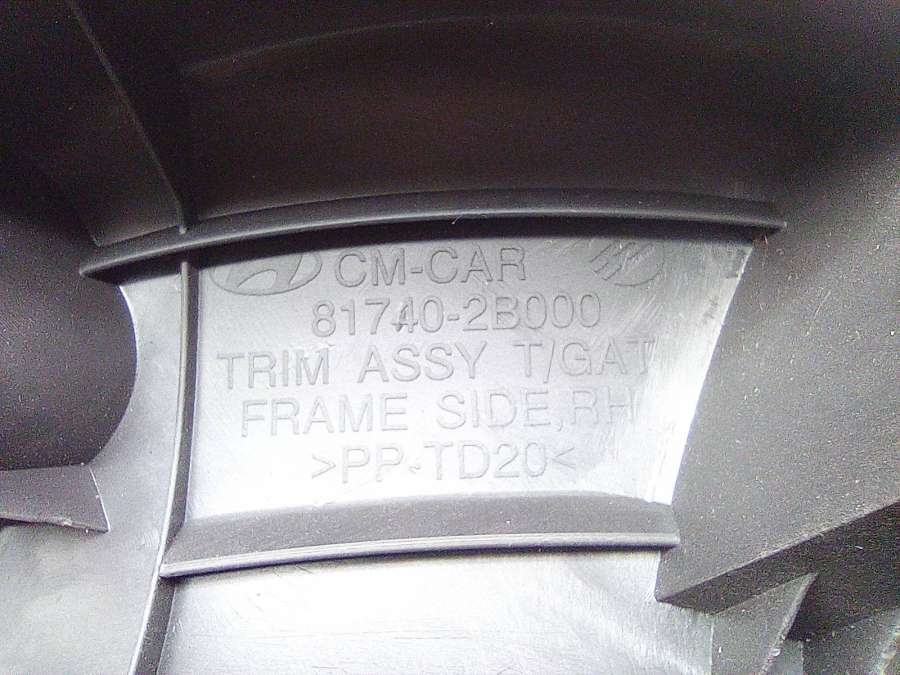 CM-CAR
81740-2B000
TRIM ASSY T/GAT
FRAME SIDE,RH
>PP-TD20<